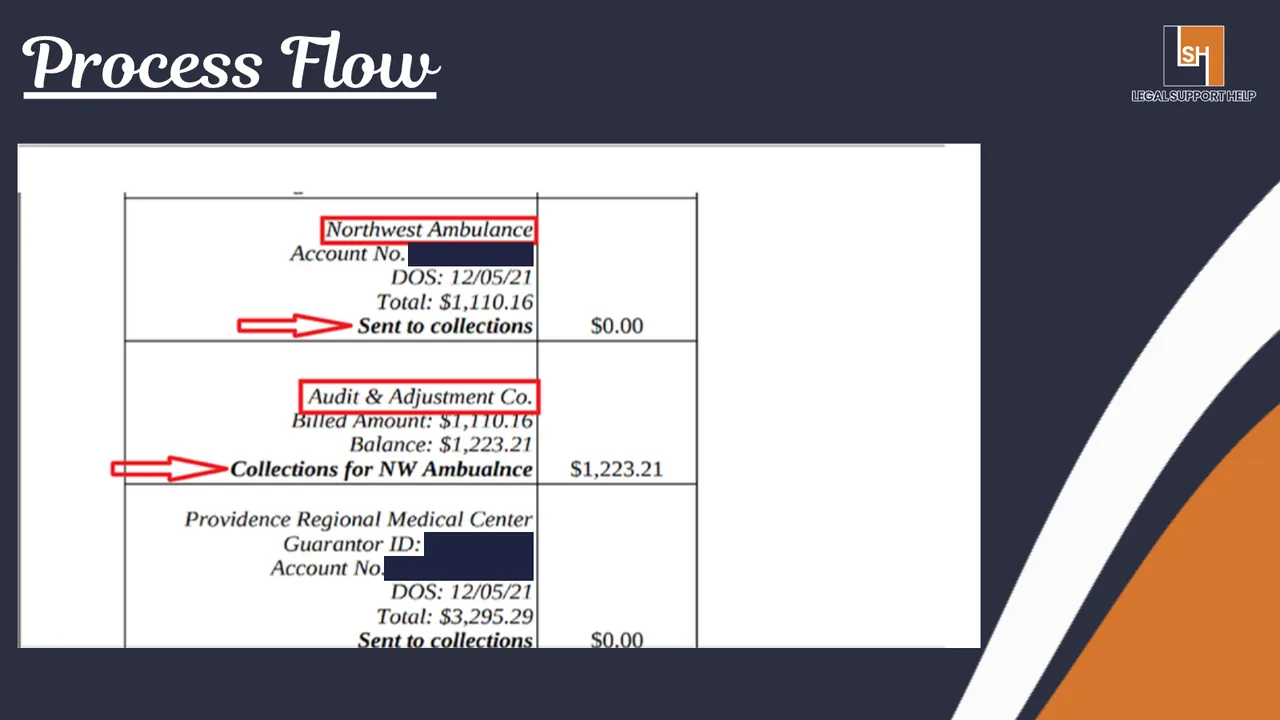 Process Flow
LSH
LEGAL SUPPORT HELP
Northwest Ambulance
Account No.
DOS: 12/05/21
Total: $1,110.16
Sent to collections
$0.00
Audit & Adjustment Co.
Billed Amount: $1,110.16
Balance: $1,223.21
Collections for NW Ambualnce
$1,223.21
Providence Regional Medical Center
Guarantor ID:
Account No.
DOS: 12/05/21
Total: $3,295.29
Sent to collections
$0.00